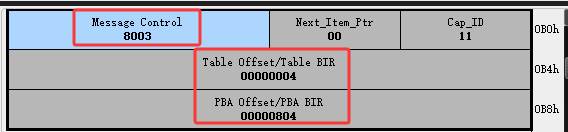 Message Control
8003
Next_Item_Ptr
00
Cap_ID
11
0B0h
Table Offset/Table BIR
00000004
0B4h
PBA Offset/PBA BIR
00000804
0B8h